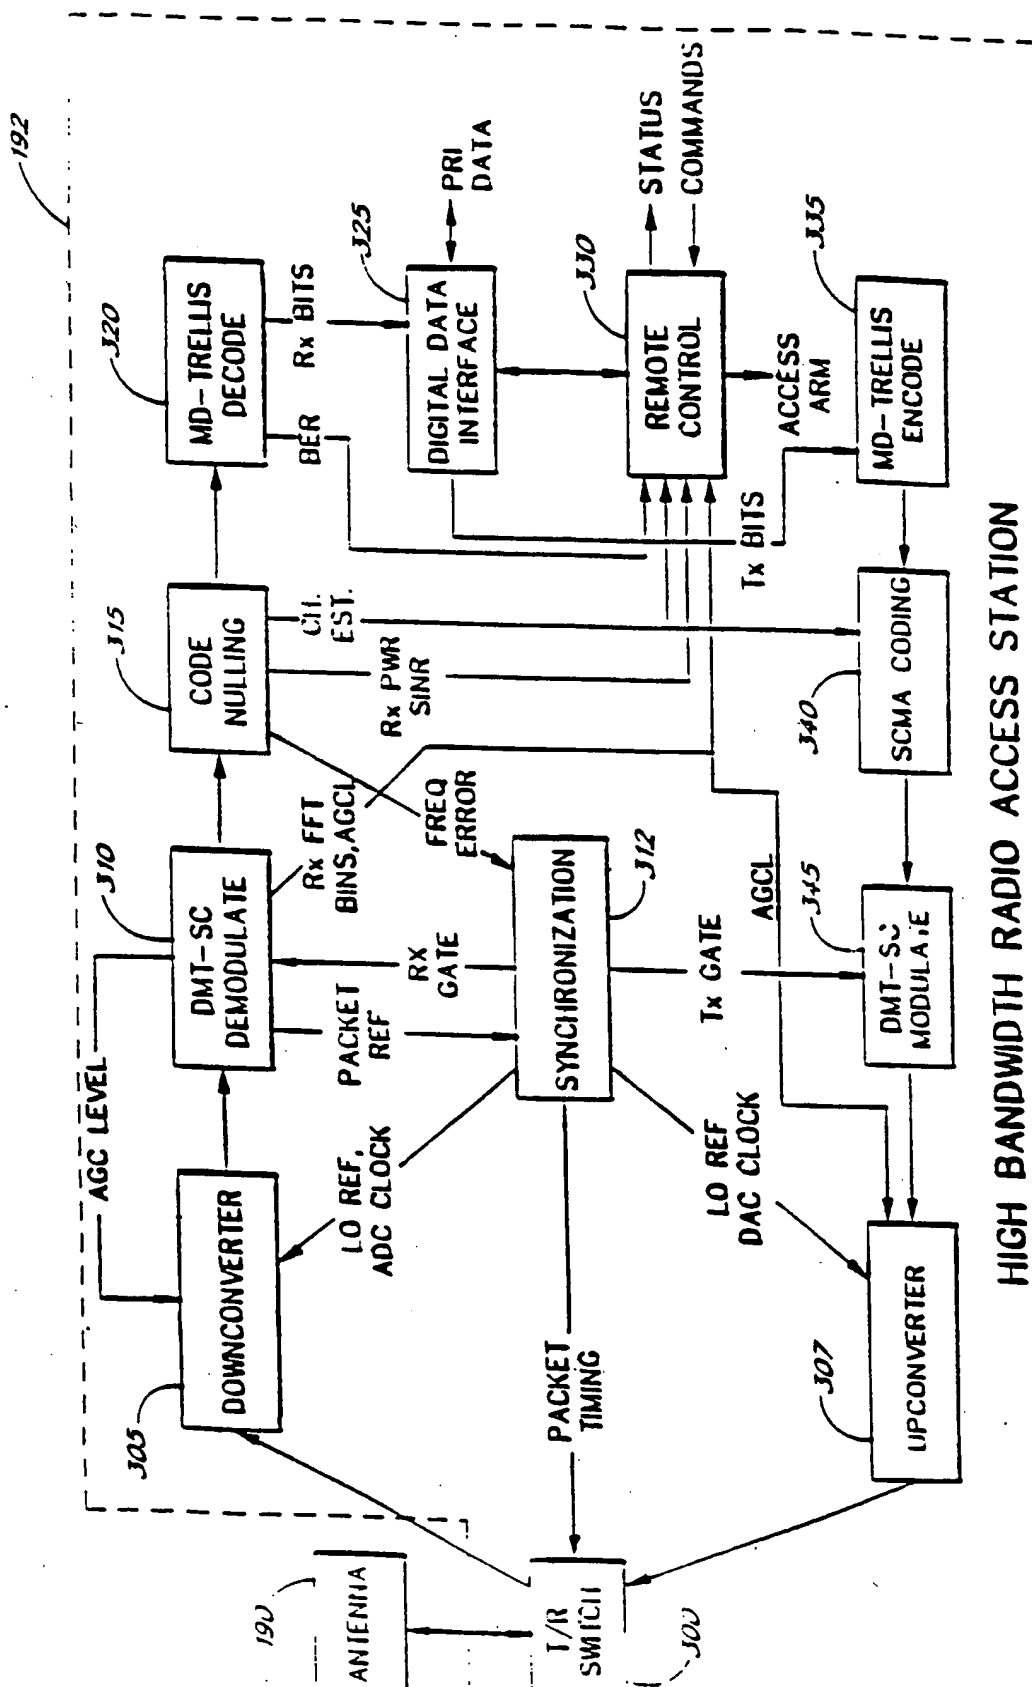 192
190
ANTENNA
T/R
SWITCH
300
305
DOWNCONVERTER
AGC LEVEL
310
DMT-SC
DEMODULATE
315
CODE
NULLING
320
MD-TRELLIS
DECODE
BER
Rx BITS
325
DIGITAL DATA
INTERFACE
PRI
DATA
330
REMOTE
CONTROL
STATUS
COMMANDS
ACCESS
ARM
CH.
EST.
Rx PWR
SINR
Rx FFT
BINS,AGCL
FREQ
ERROR
PACKET
REF
RX
GATE
LO REF,
ADC CLOCK
312
SYNCHRONIZATION
PACKET
TIMING
LO REF
DAC CLOCK
Tx GATE
AGCL
Tx BITS
335
MD-TRELLIS
ENCODE
340
SCMA CODING
345
DMT-SC
MODULATE
307
UPCONVERTER
HIGH BANDWIDTH RADIO ACCESS STATION